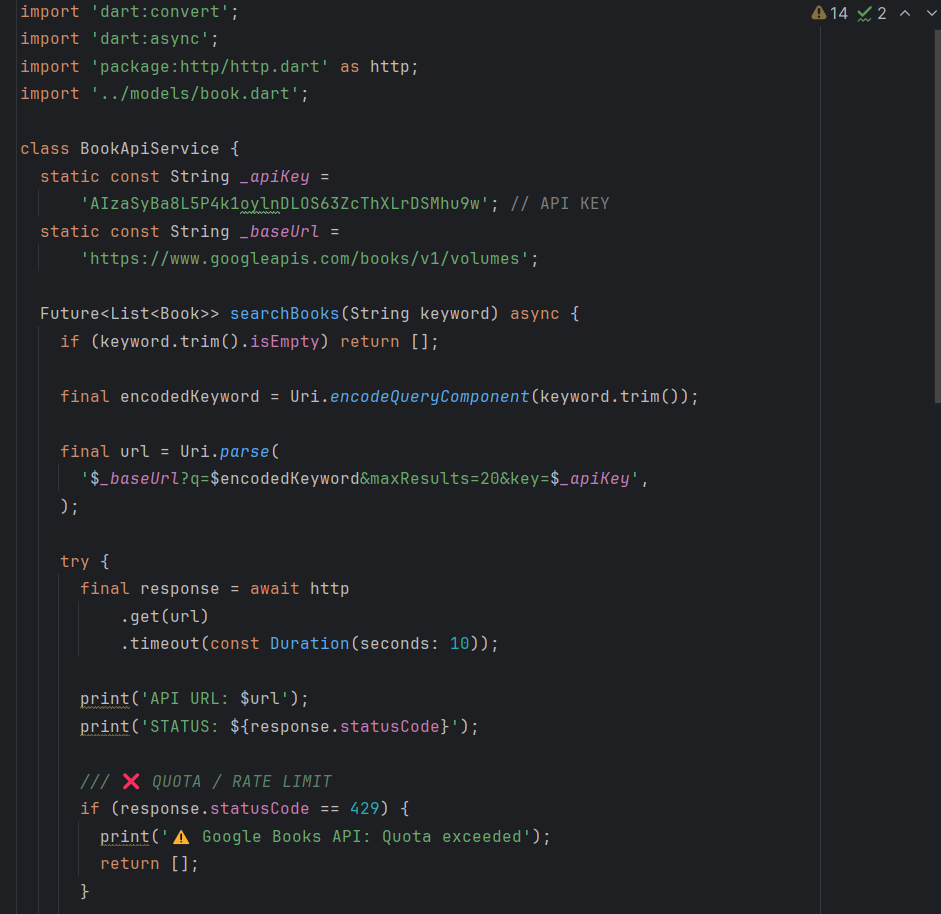 import 'dart:convert';
14 2
import 'dart:async';
import 'package:http/http.dart' as http;
import '../models/book.dart';
class BookApiService {
static const String _apiKey =
'AIzaSyBa8L5P4k1oylnDLOS63ZcThXLrDSMhu9w'; // API KEY
static const String _baseUrl =
'https://www.googleapis.com/books/v1/volumes';
Future<List<Book>> searchBooks(String keyword) async {
if (keyword.trim().isEmpty) return [];
final encodedKeyword = Uri.encodeQueryComponent(keyword.trim());
final url = Uri.parse(
'$_baseUrl?q=$encodedKeyword&maxResults=20&key=$_apiKey',
);
try {
final response = await http
.get(url)
.timeout(const Duration(seconds: 10));
print('API URL: $url');
print('STATUS: ${response.statusCode}');
/// ❌ QUOTA / RATE LIMIT
if (response.statusCode == 429) {
print('⚠️ Google Books API: Quota exceeded');
return [];
}